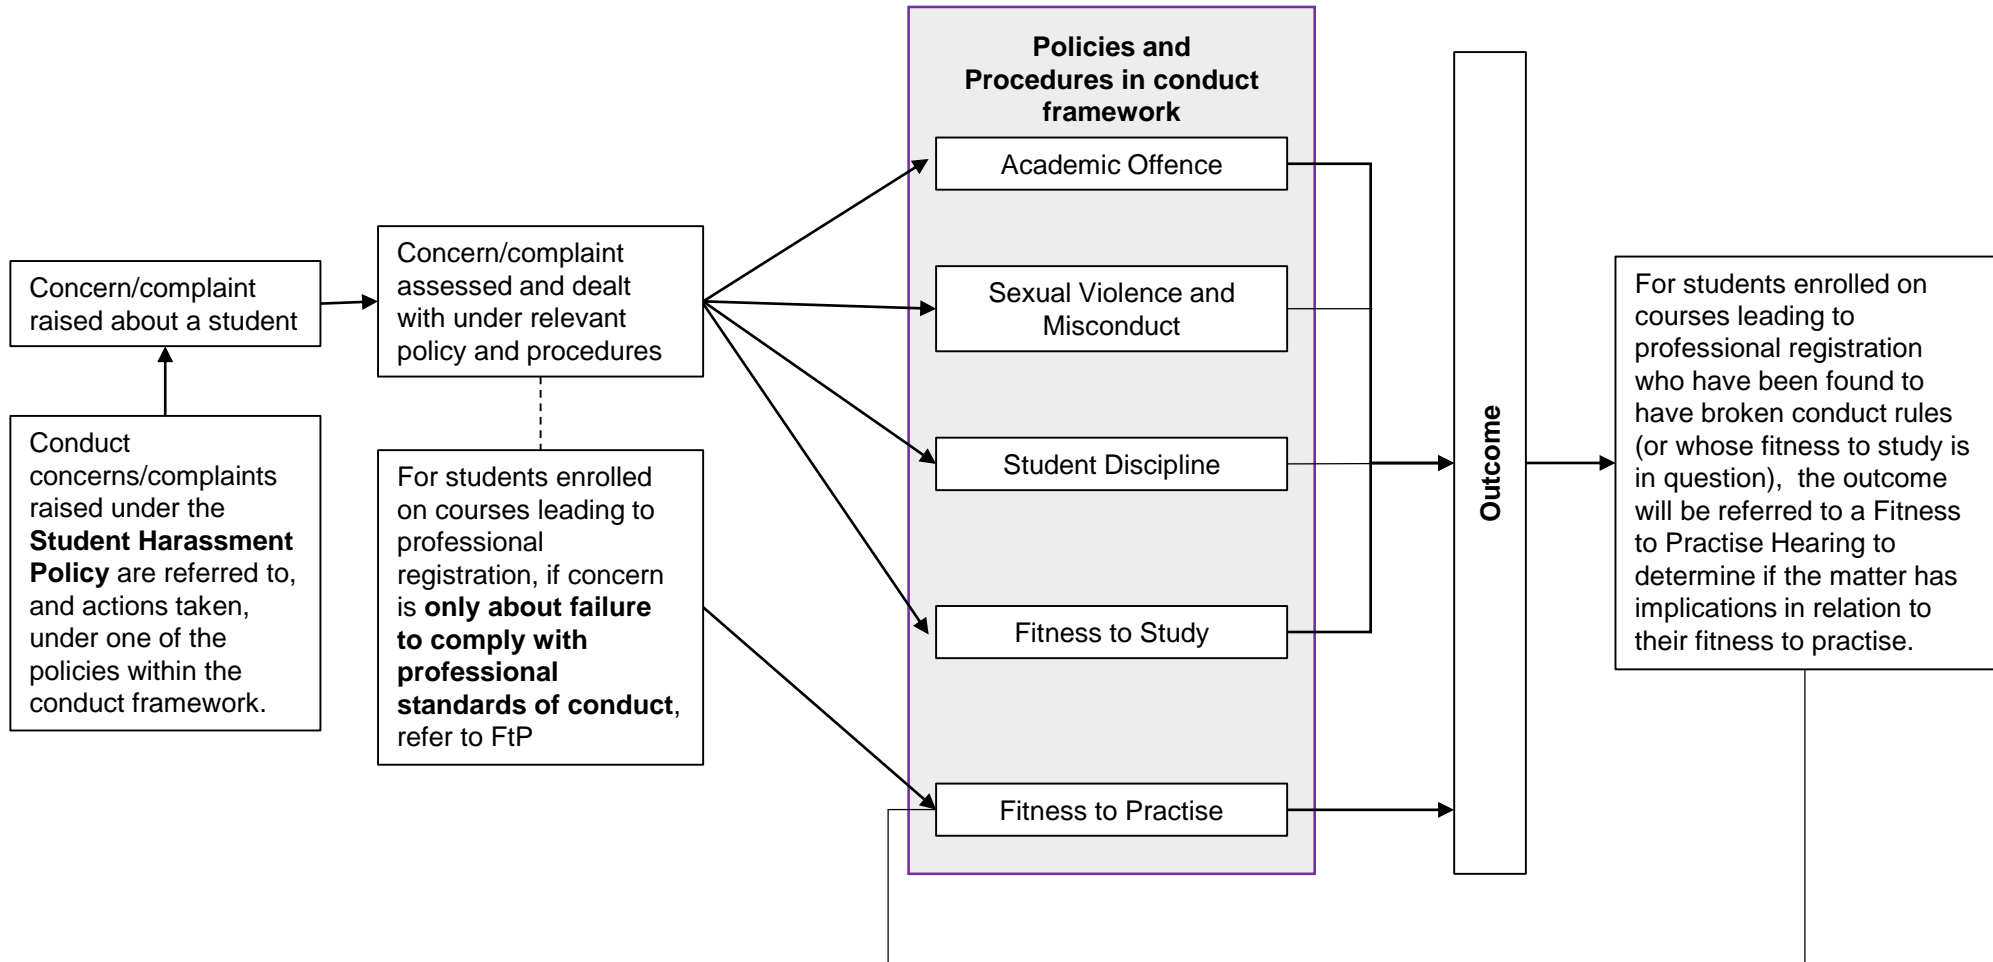 Concern/complaint
raised about a student
Conduct
concerns/complaints
raised under the
Student Harassment
Policy are referred to,
and actions taken,
under one of the
policies within the
conduct framework.
Concern/complaint
assessed and dealt
with under relevant
policy and procedures
For students enrolled
on courses leading to
professional
registration, if concern
is only about failure
to comply with
professional
standards of conduct,
refer to FtP
Policies and
Procedures in conduct
framework
Academic Offence
Sexual Violence and
Misconduct
Student Discipline
Fitness to Study
Fitness to Practise
Outcome
For students enrolled on
courses leading to
professional registration
who have been found to
have broken conduct rules
(or whose fitness to study is
in question),  the outcome
will be referred to a Fitness
to Practise Hearing to
determine if the matter has
implications in relation to
their fitness to practise.